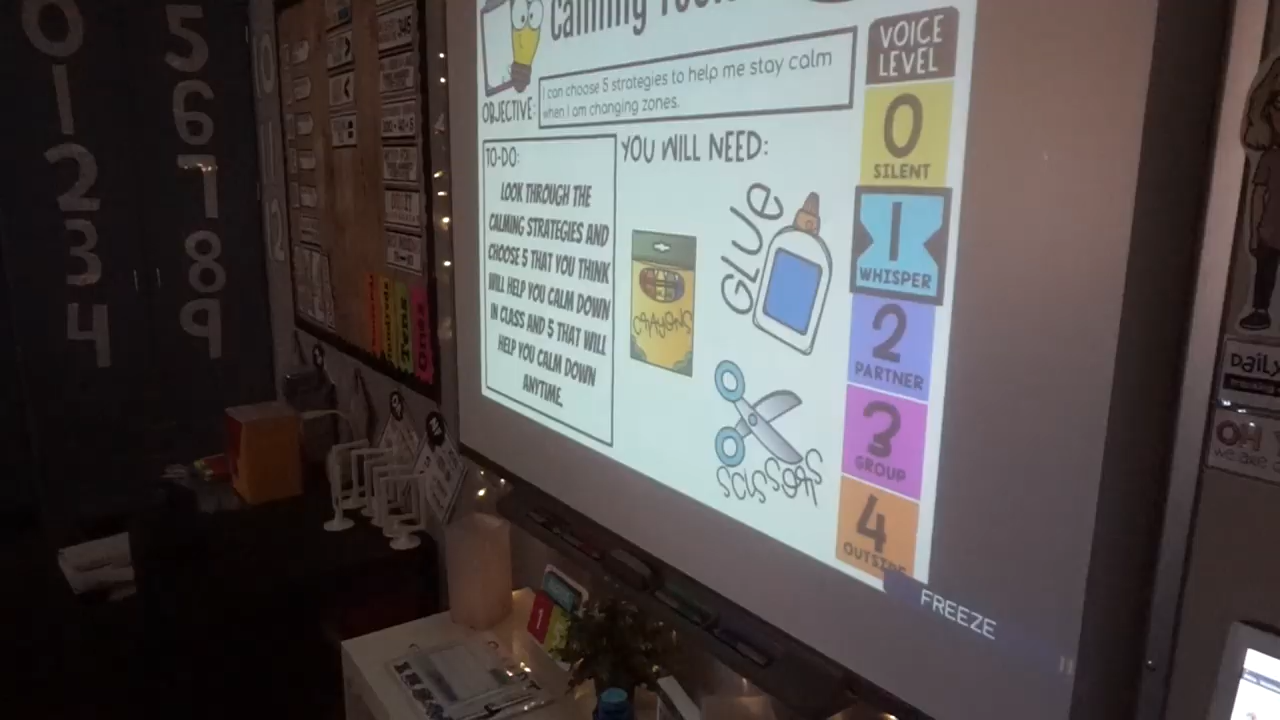 Calming
OBJECTIVE:
I can choose 5 strategies to help me stay calm
when I am changing zones.
TO-DO:
LOOK THROUGH THE
CALMING STRATEGIES AND
CHOOSE 5 THAT YOU THINK
WILL HELP YOU CALM DOWN
IN CLASS AND 5 THAT WILL
HELP YOU CALM DOWN
ANYTIME.
YOU WILL NEED:
CRAYONS
GLUE
SCISSORS
VOICE
LEVEL
0
SILENT
1
WHISPER
2
PARTNER
3
GROUP
4
OUTSIDE
FREEZE
0
1
2
3
4
5
6
7
8
9
10
11
12
1
Daily
OH
we are